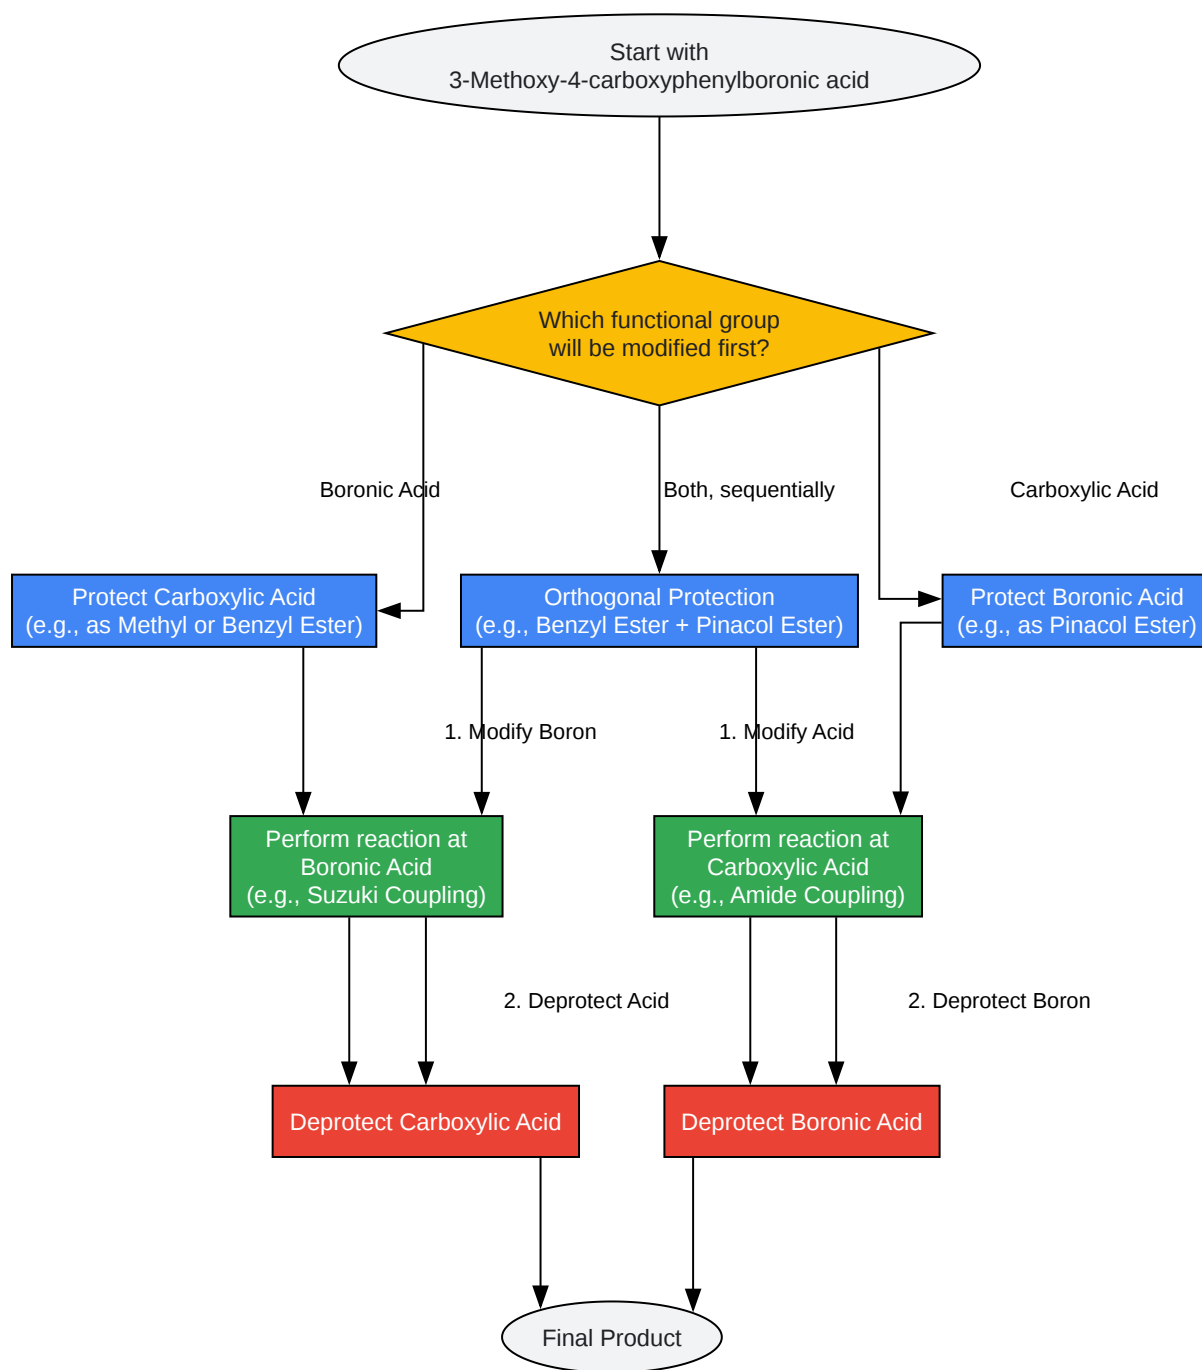 Start with
3-Methoxy-4-carboxyphenylboronic acid
Which functional group
will be modified first?
Boronic Acid
Both, sequentially
Carboxylic Acid
Protect Carboxylic Acid
(e.g., as Methyl or Benzyl Ester)
Orthogonal Protection
(e.g., Benzyl Ester + Pinacol Ester)
Protect Boronic Acid
(e.g., as Pinacol Ester)
1. Modify Boron
1. Modify Acid
Perform reaction at
Boronic Acid
(e.g., Suzuki Coupling)
Perform reaction at
Carboxylic Acid
(e.g., Amide Coupling)
2. Deprotect Acid
2. Deprotect Boron
Deprotect Carboxylic Acid
Deprotect Boronic Acid
Final Product